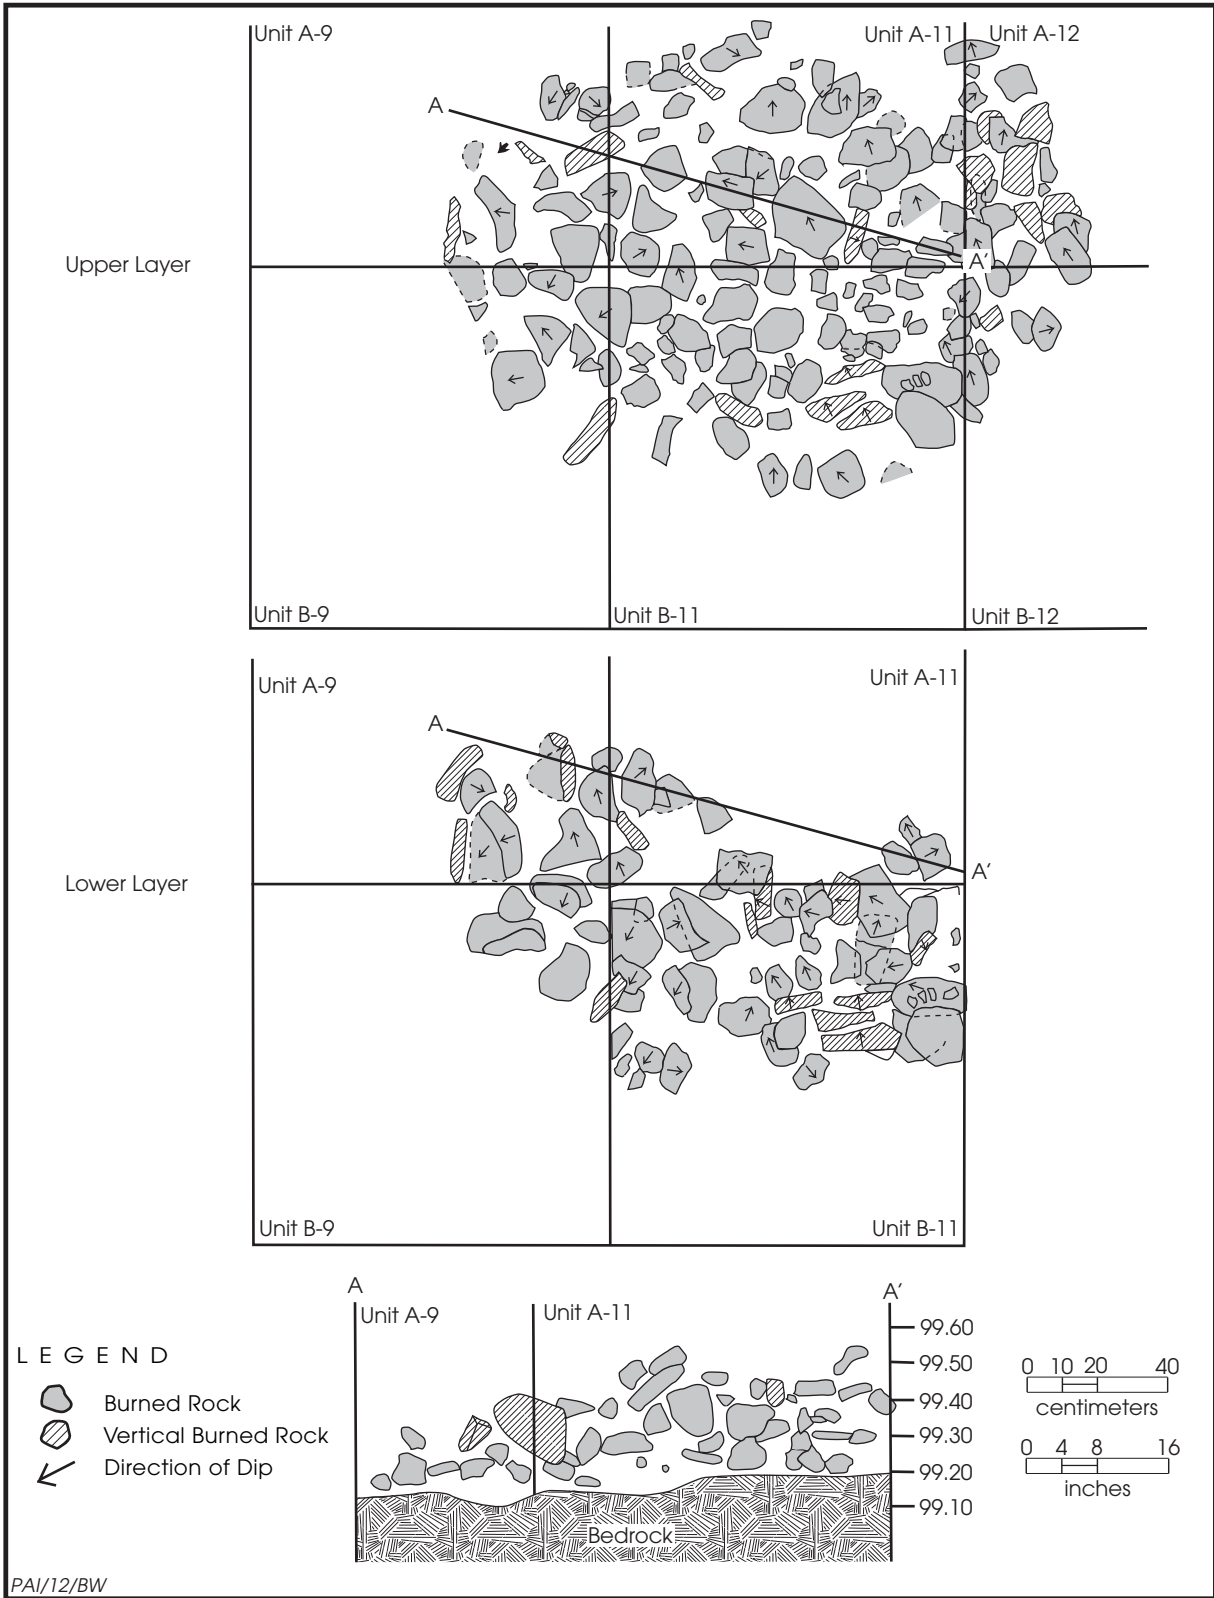 Unit A-9
Unit A-11
Unit A-12
A
Upper Layer
A'
Unit B-9
Unit B-11
Unit B-12
Unit A-9
Unit A-11
A
Lower Layer
A'
Unit B-9
Unit B-11
A
A'
Unit A-9
Unit A-11
99.60
99.50
99.40
99.30
99.20
99.10
Bedrock
LEGEND
Burned Rock
Vertical Burned Rock
Direction of Dip
0 10 20 40
centimeters
0 4 8 16
inches
PAI/12/BW